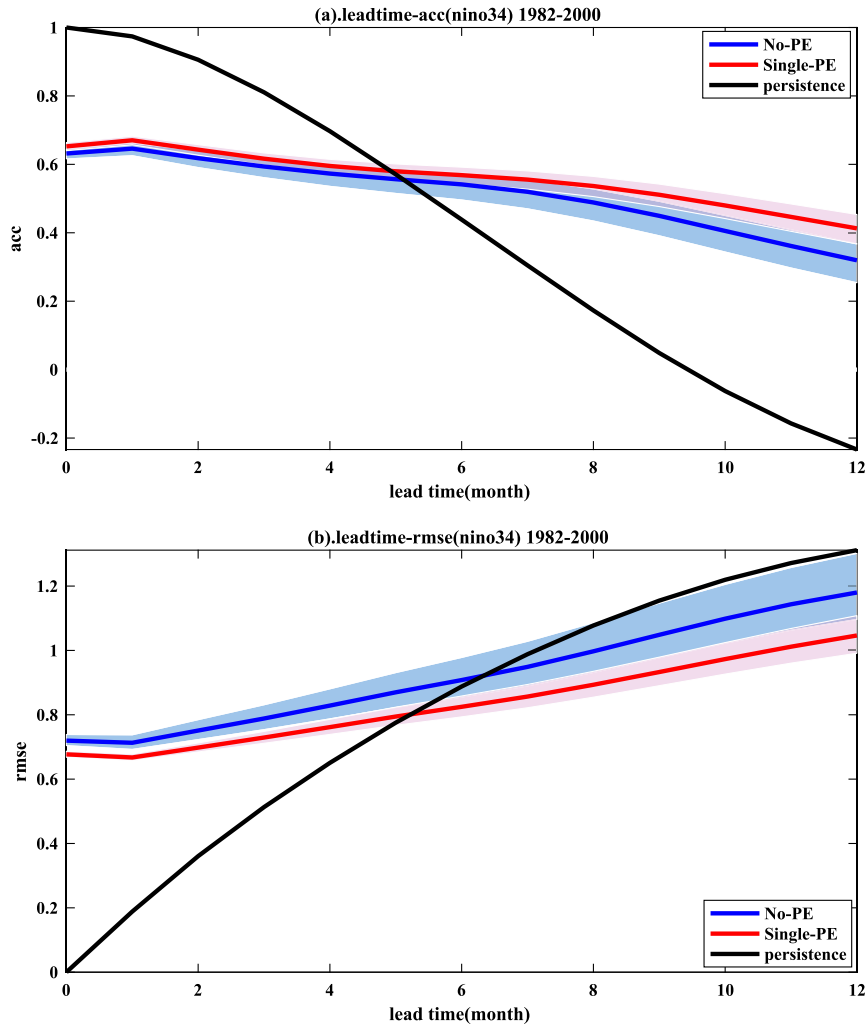 (a).leadtime-acc(nino34) 1982-2000
1
0.8
0.6
0.4
0.2
0
-0.2
acc
No-PE
Single-PE
persistence
0 2 4 6 8 10 12
lead time(month)
(b).leadtime-rmse(nino34) 1982-2000
1.2
1
0.8
0.6
0.4
0.2
0
rmse
No-PE
Single-PE
persistence
0 2 4 6 8 10 12
lead time(month)